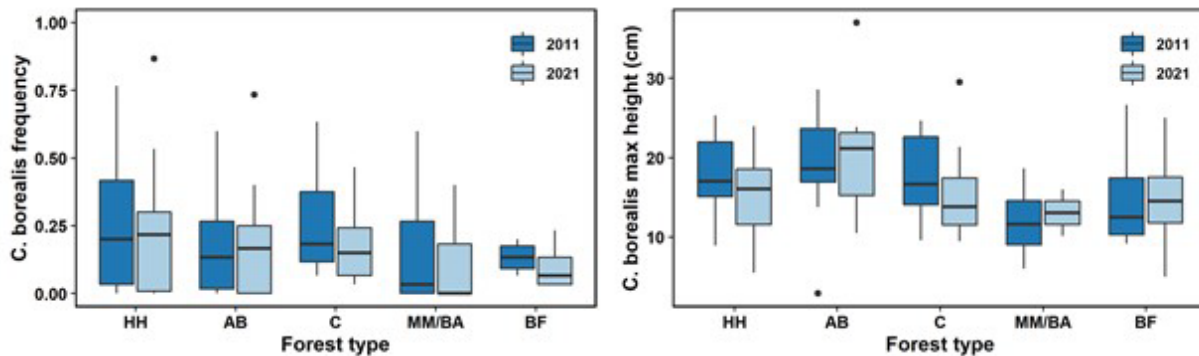 C. borealis frequency
1.00
0.75
0.50
0.25
0.00
2011
2021
HH AB C MM/BA BF
Forest type
C. borealis max height (cm)
30
20
10
2011
2021
HH AB C MM/BA BF
Forest type